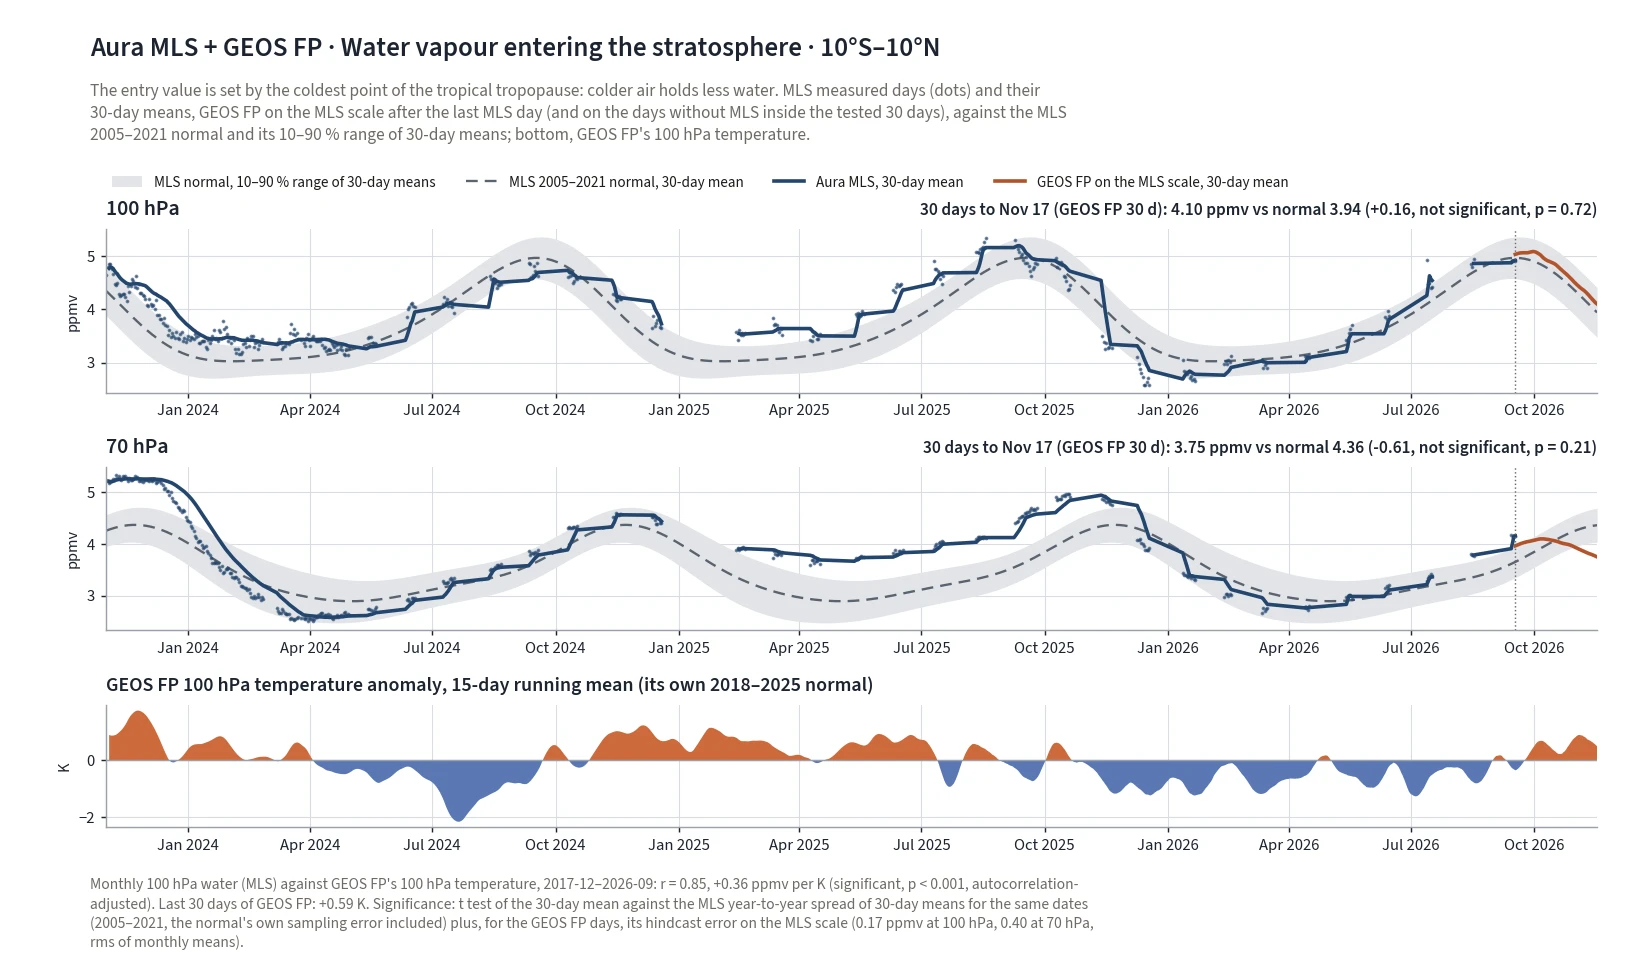 Aura MLS + GEOS FP · Water vapour entering the stratosphere · 10°S–10°N
The entry value is set by the coldest point of the tropical tropopause: colder air holds less water. MLS measured days (dots) and their
30-day means, GEOS FP on the MLS scale after the last MLS day (and on the days without MLS inside the tested 30 days), against the MLS
2005–2021 normal and its 10–90 % range of 30-day means; bottom, GEOS FP's 100 hPa temperature.
MLS normal, 10–90 % range of 30-day means
MLS 2005–2021 normal, 30-day mean
Aura MLS, 30-day mean
GEOS FP on the MLS scale, 30-day mean
100 hPa
30 days to Nov 17 (GEOS FP 30 d): 4.10 ppmv vs normal 3.94 (+0.16, not significant, p = 0.72)
5
4
3
ppmv
Jan 2024
Apr 2024
Jul 2024
Oct 2024
Jan 2025
Apr 2025
Jul 2025
Oct 2025
Jan 2026
Apr 2026
Jul 2026
Oct 2026
70 hPa
30 days to Nov 17 (GEOS FP 30 d): 3.75 ppmv vs normal 4.36 (-0.61, not significant, p = 0.21)
5
4
3
ppmv
Jan 2024
Apr 2024
Jul 2024
Oct 2024
Jan 2025
Apr 2025
Jul 2025
Oct 2025
Jan 2026
Apr 2026
Jul 2026
Oct 2026
GEOS FP 100 hPa temperature anomaly, 15-day running mean (its own 2018–2025 normal)
0
−2
K
Jan 2024
Apr 2024
Jul 2024
Oct 2024
Jan 2025
Apr 2025
Jul 2025
Oct 2025
Jan 2026
Apr 2026
Jul 2026
Oct 2026
Monthly 100 hPa water (MLS) against GEOS FP's 100 hPa temperature, 2017-12–2026-09: r = 0.85, +0.36 ppmv per K (significant, p < 0.001, autocorrelation-
adjusted). Last 30 days of GEOS FP: +0.59 K. Significance: t test of the 30-day mean against the MLS year-to-year spread of 30-day means for the same dates
(2005–2021, the normal's own sampling error included) plus, for the GEOS FP days, its hindcast error on the MLS scale (0.17 ppmv at 100 hPa, 0.40 at 70 hPa,
rms of monthly means).